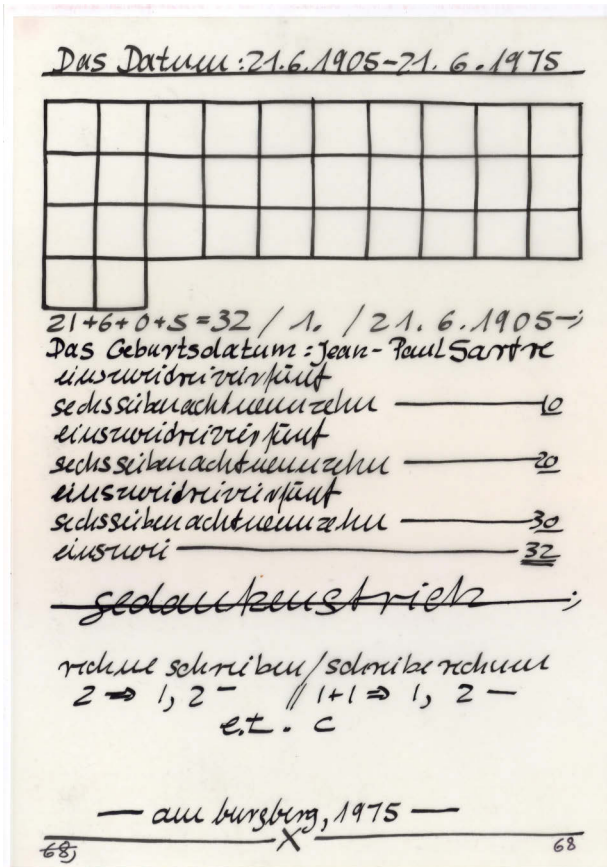 Das Datum: 21.6.1905-21.6.1975
21+6+0+5=32 / 1. / 21.6.1905-;
Das Geburtsdatum: Jean-Paul Sartre
einszweidreivierfünf
sechssiebenachtneunzehn — 10
einszweidreivierfünf
sechssiebenachtneunzehn — 20
einszweidreivierfünf
sechssiebenachtneunzehn — 30
einszwei — 32
gedankenstrich -;
rechne schreiben/schreibe rechnen
2 ⇒ 1, 2 - // 1+1 ⇒ 1, 2 —
e.t. c
— am burgberg, 1975 —
68, X 68